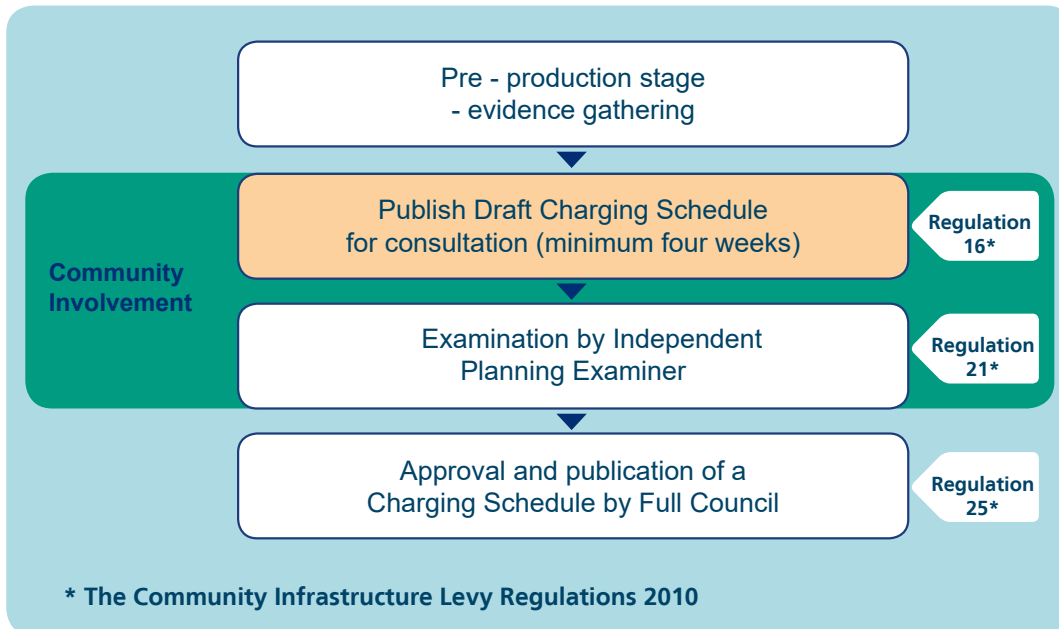 Pre - production stage
- evidence gathering
Publish Draft Charging Schedule
for consultation (minimum four weeks)
Regulation
16*
Community
Involvement
Examination by Independent
Planning Examiner
Regulation
21*
Approval and publication of a
Charging Schedule by Full Council
Regulation
25*
* The Community Infrastructure Levy Regulations 2010